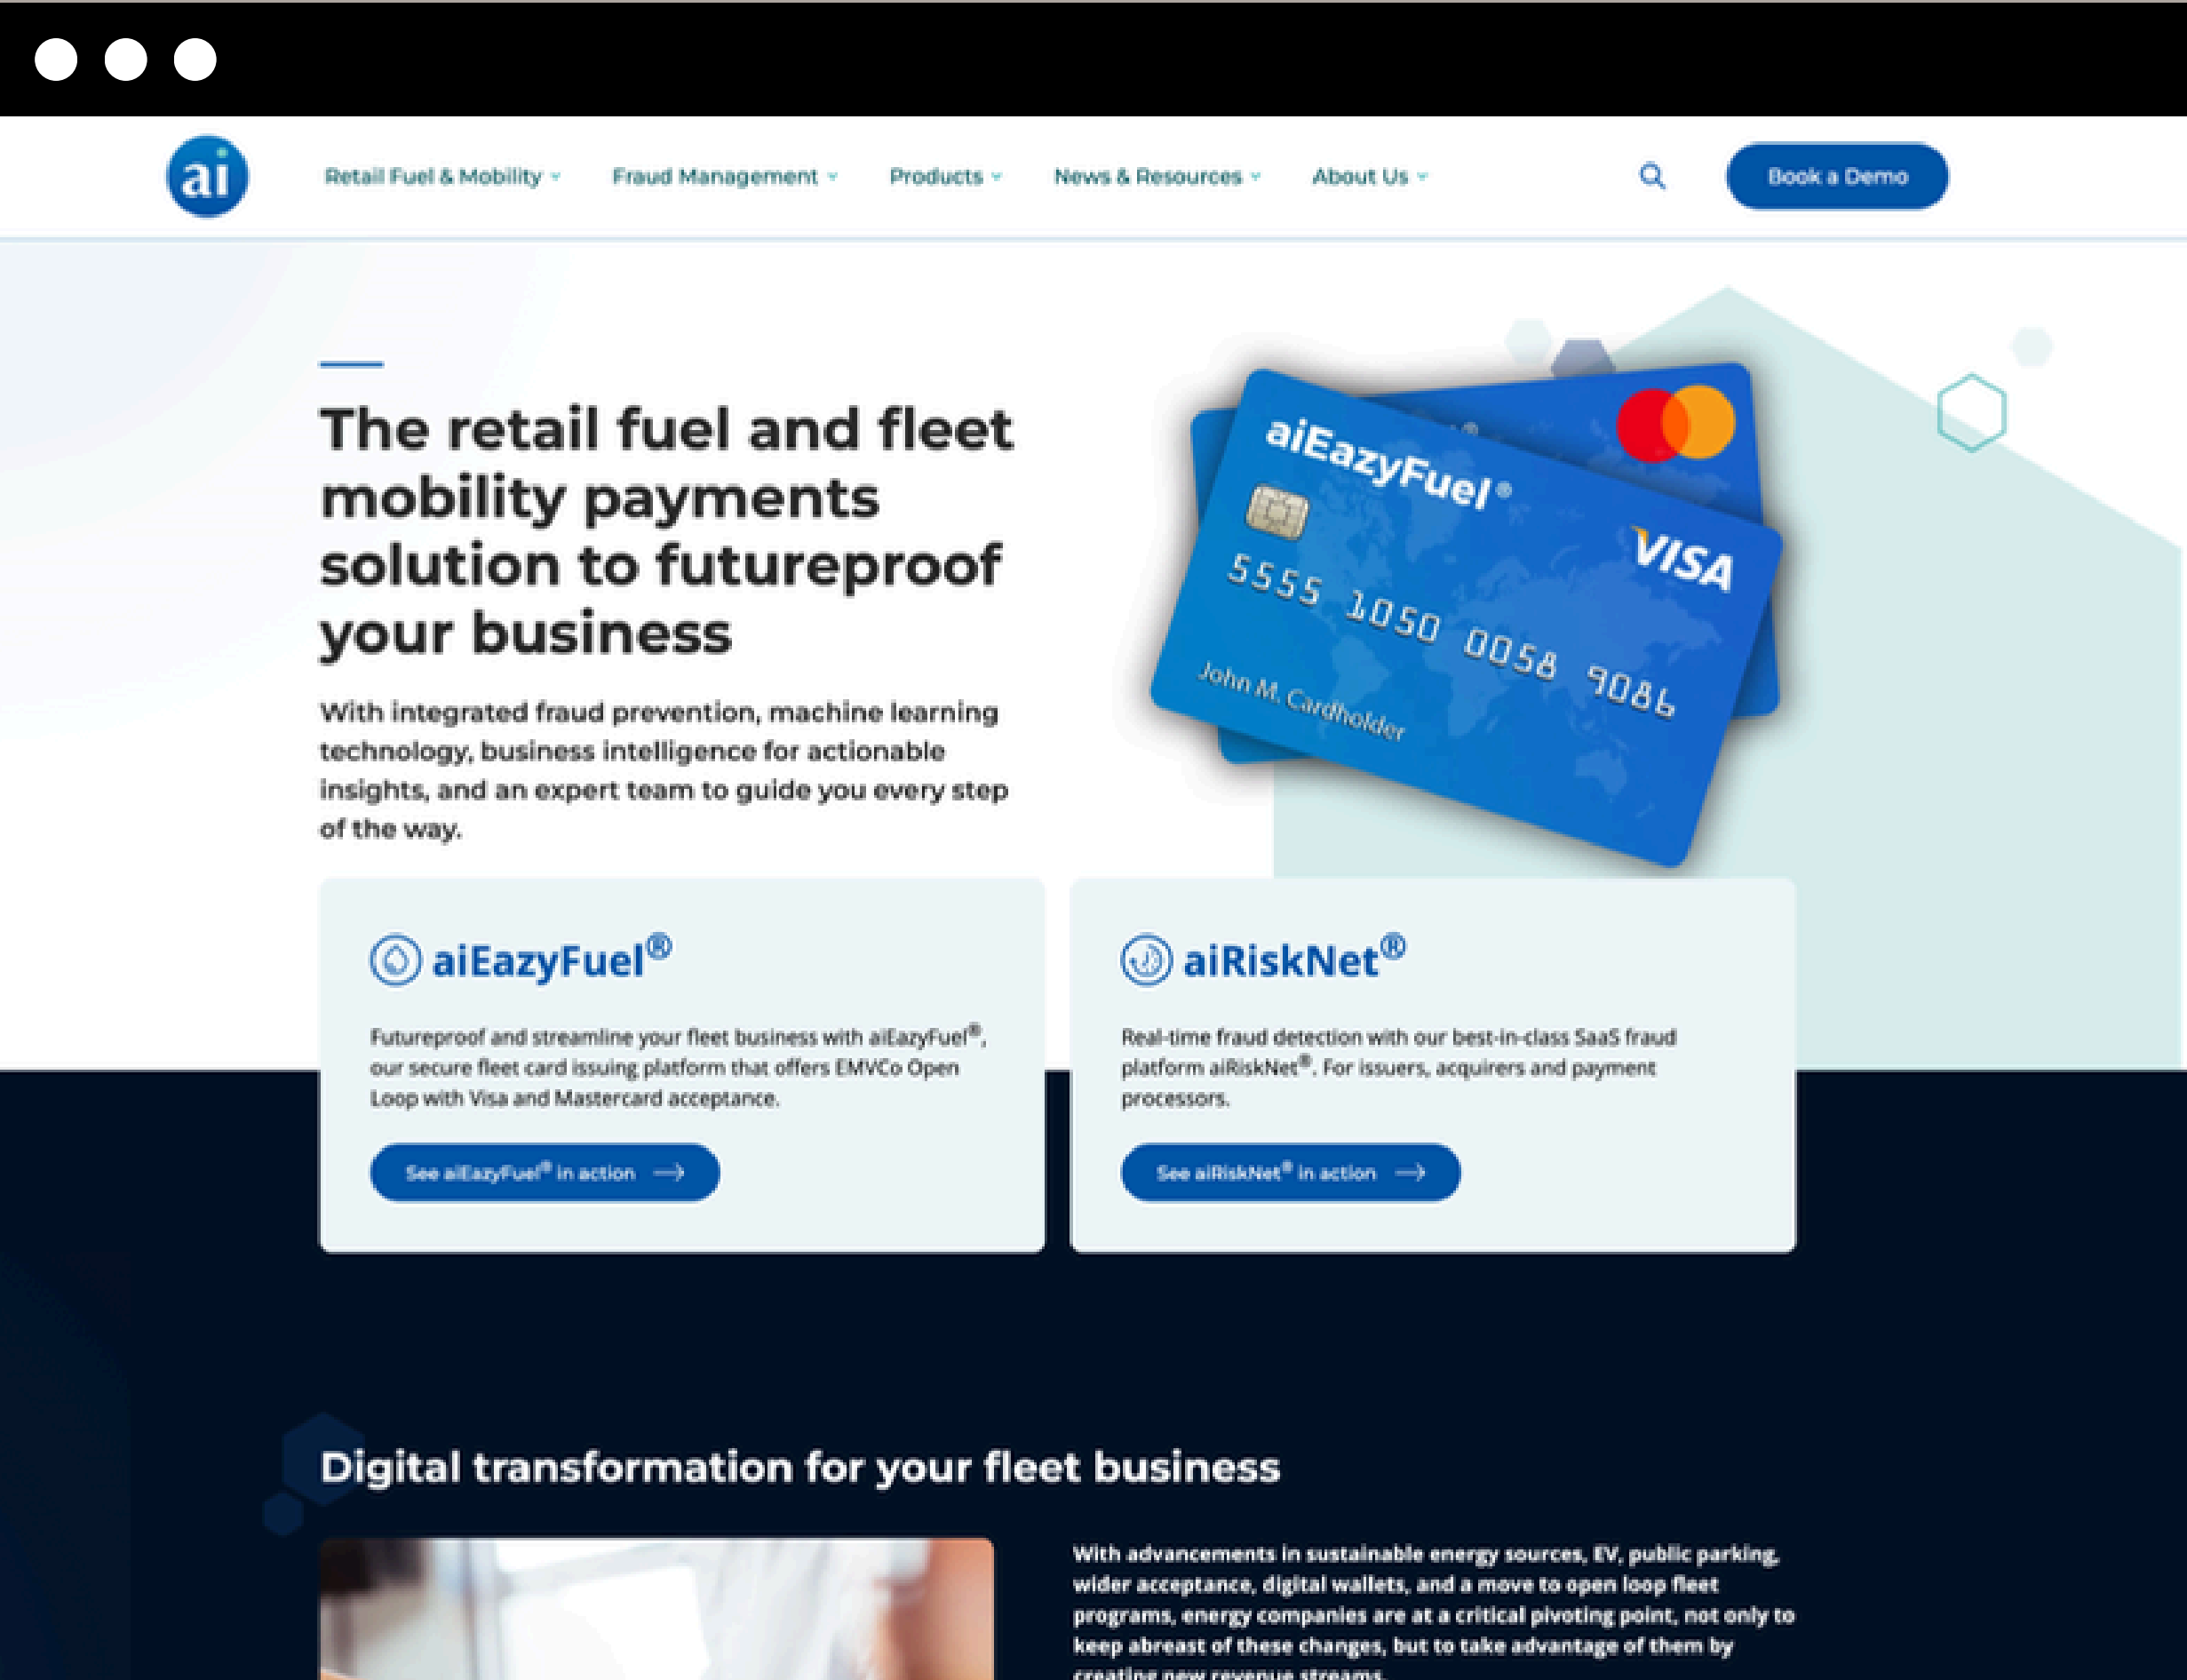 ai
Retail Fuel & Mobility
Fraud Management
Products
News & Resources
About Us
Book a Demo
The retail fuel and fleet
mobility payments
solution to futureproof
your business
With integrated fraud prevention, machine learning
technology, business intelligence for actionable
insights, and an expert team to guide you every step
of the way.
®
aiEazyFuel®
VISA
5555 1050 0058 9086
John M. Cardholder
aiEazyFuel®
Futureproof and streamline your fleet business with aiEazyFuel®,
our secure fleet card issuing platform that offers EMVCo Open
Loop with Visa and Mastercard acceptance.
See aiEazyFuel® in action
aiRiskNet®
Real-time fraud detection with our best-in-class SaaS fraud
platform aiRiskNet®. For issuers, acquirers and payment
processors.
See aiRiskNet® in action
Digital transformation for your fleet business
With advancements in sustainable energy sources, EV, public parking,
wider acceptance, digital wallets, and a move to open loop fleet
programs, energy companies are at a critical pivoting point, not only to
keep abreast of these changes, but to take advantage of them by
creating new revenue streams.